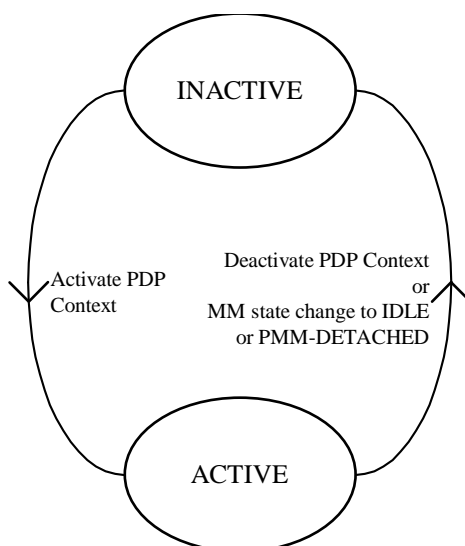 INACTIVE
Activate PDP
Context
Deactivate PDP Context
or
MM state change to IDLE
or PMM-DETACHED
ACTIVE